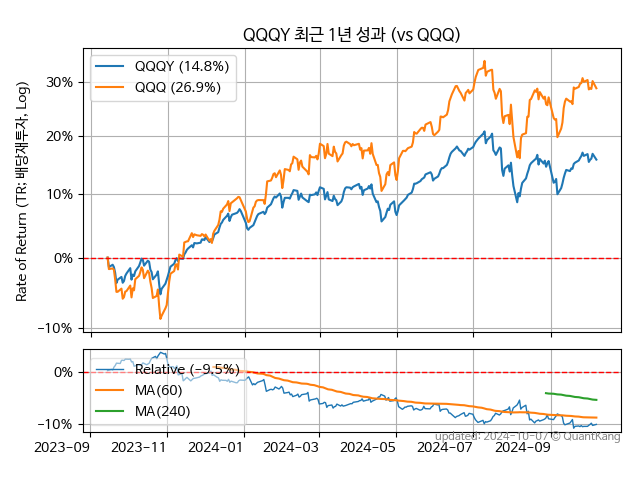 QQQY 최근 1년 성과 (vs QQQ)
Rate of Return (TR: 배당재투자, Log)
QQQY (14.8%)
QQQ (26.9%)
30%
20%
10%
0%
−10%
Relative (−9.5%)
MA(60)
MA(240)
0%
−10%
2023-09 2023-11 2024-01 2024-03 2024-05 2024-07 2024-09
updated: 2024-10-07 © QuantKang